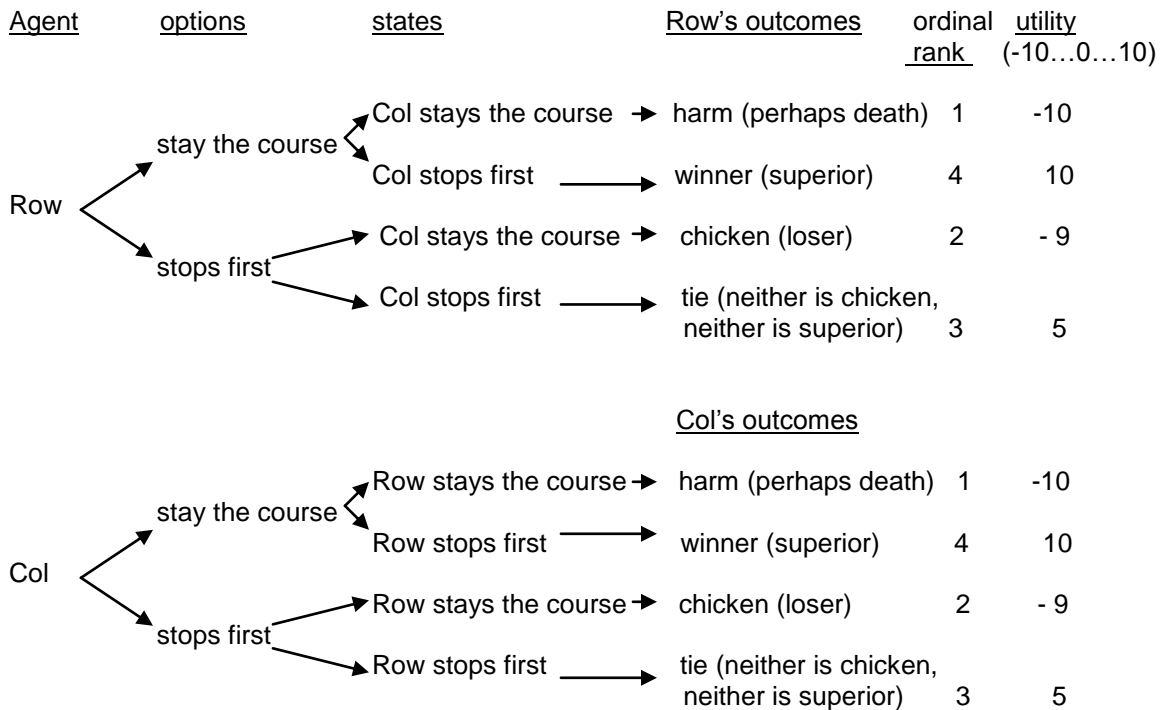 Agent options states Row's outcomes ordinal utility
rank (-10…0…10)
Col stays the course harm (perhaps death) 1 -10
stay the course
Col stops first winner (superior) 4 10
Row
Col stays the course chicken (loser) 2 - 9
stops first
Col stops first tie (neither is chicken,
neither is superior) 3 5
Col's outcomes
Row stays the course harm (perhaps death) 1 -10
stay the course
Row stops first winner (superior) 4 10
Col
Row stays the course chicken (loser) 2 - 9
stops first
Row stops first tie (neither is chicken,
neither is superior) 3 5